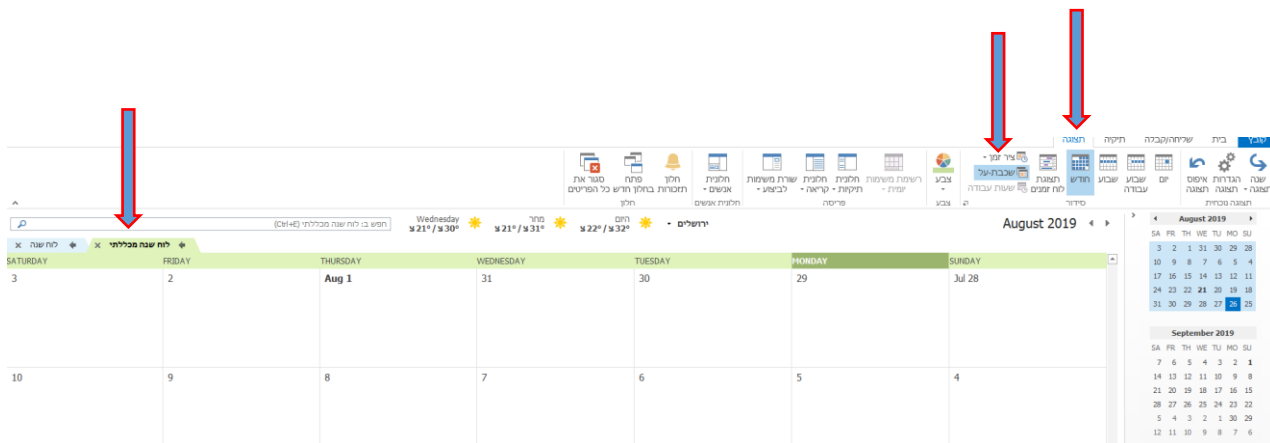 קובץ בית שליחה/קבלה תיקיה תצוגה
שנה תצוגה הגדרות תצוגה איפוס תצוגה
תצוגה נוכחית
יום שבוע עבודה שבוע חודש תצוגת לוח זמנים
ציר זמן
שכבת-על
שעות עבודה
סידור
צבע
צבע
רשימת משימות יומית שורת משימות לביצוע חלונית תיקיות חלונית קריאה
פריסה
חלונית אנשים
חלונית אנשים
חלון תזכורות פתח בחלון חדש סגור את כל הפריטים
חלון
August 2019
ירושלים
היום
32° צ / 22° צ
מחר
31° צ / 21° צ
Wednesday
30° צ / 21° צ
חפש ב: לוח שנה מכללתי (Ctrl+E)
לוח שנה מכללתי
לוח שנה
SUNDAY MONDAY TUESDAY WEDNESDAY THURSDAY FRIDAY SATURDAY
Jul 28 29 30 31 Aug 1 2 3
4 5 6 7 8 9 10
August 2019
SU MO TU WE TH FR SA
28 29 30 31 1 2 3
4 5 6 7 8 9 10
11 12 13 14 15 16 17
18 19 20 21 22 23 24
25 26 27 28 29 30 31
September 2019
SU MO TU WE TH FR SA
1 2 3 4 5 6 7
8 9 10 11 12 13 14
15 16 17 18 19 20 21
22 23 24 25 26 27 28
29 30 1 2 3 4 5
6 7 8 9 10 11 12